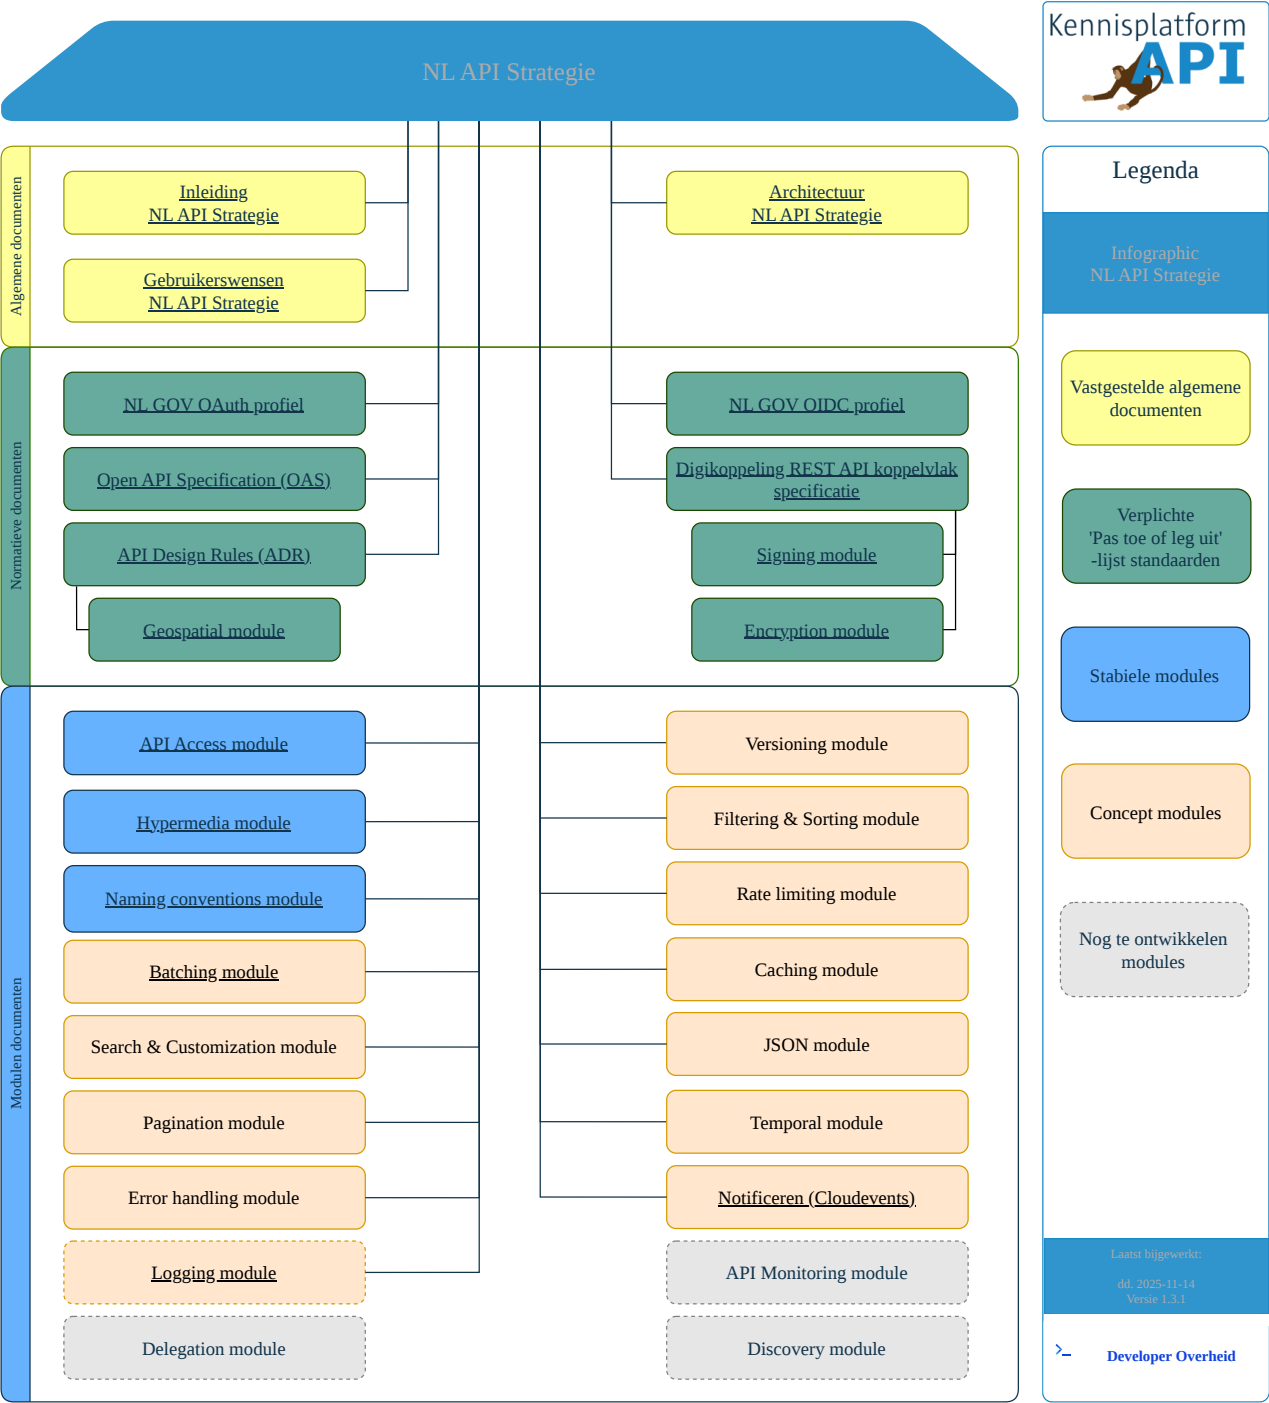 NL API Strategie
Kennisplatform
API
Algemene documenten
Inleiding
NL API Strategie
Gebruikerswensen
NL API Strategie
Architectuur
NL API Strategie
Normatieve documenten
NL GOV OAuth profiel
Open API Specification (OAS)
API Design Rules (ADR)
Geospatial module
NL GOV OIDC profiel
Digikoppeling REST API koppelvlak
specificatie
Signing module
Encryption module
Modulen documenten
API Access module
Hypermedia module
Naming conventions module
Batching module
Search & Customization module
Pagination module
Error handling module
Logging module
Delegation module
Versioning module
Filtering & Sorting module
Rate limiting module
Caching module
JSON module
Temporal module
Notificeren (Cloudevents)
API Monitoring module
Discovery module
Legenda
Infographic
NL API Strategie
Vastgestelde algemene
documenten
Verplichte
'Pas toe of leg uit'
-lijst standaarden
Stabiele modules
Concept modules
Nog te ontwikkelen
modules
Laatst bijgewerkt:
dd. 2025-11-14
Versie 1.3.1
Developer Overheid